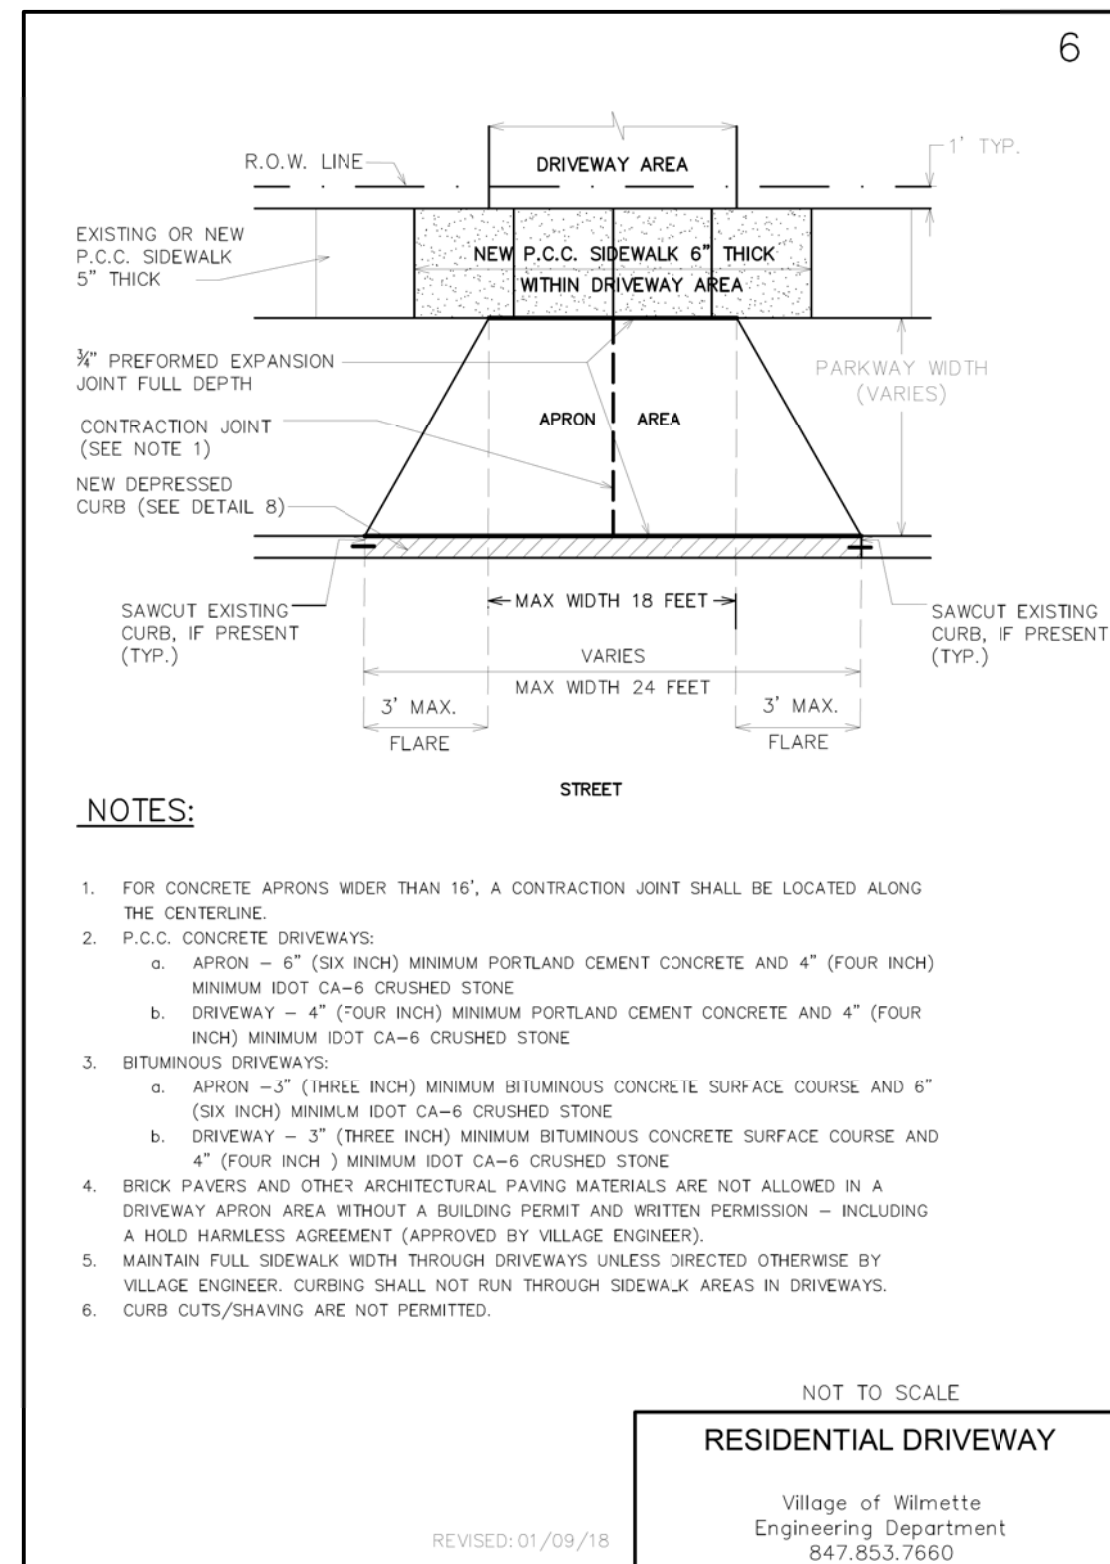 6
R.O.W. LINE
DRIVEWAY AREA
1' TYP.
EXISTING OR NEW
P.C.C. SIDEWALK
5" THICK
NEW P.C.C. SIDEWALK 6" THICK
WITHIN DRIVEWAY AREA
¾" PREFORMED EXPANSION
JOINT FULL DEPTH
PARKWAY WIDTH
(VARIES)
CONTRACTION JOINT
(SEE NOTE 1)
APRON AREA
NEW DEPRESSED
CURB (SEE DETAIL 8)
SAWCUT EXISTING
CURB, IF PRESENT
(TYP.)
MAX WIDTH 18 FEET
SAWCUT EXISTING
CURB, IF PRESENT
(TYP.)
VARIES
MAX WIDTH 24 FEET
3' MAX.
FLARE
3' MAX.
FLARE
STREET
NOTES:
1. FOR CONCRETE APRONS WIDER THAN 16', A CONTRACTION JOINT SHALL BE LOCATED ALONG
THE CENTERLINE.
2. P.C.C. CONCRETE DRIVEWAYS:
a. APRON – 6" (SIX INCH) MINIMUM PORTLAND CEMENT CONCRETE AND 4" (FOUR INCH)
MINIMUM IDOT CA–6 CRUSHED STONE
b. DRIVEWAY – 4" (FOUR INCH) MINIMUM PORTLAND CEMENT CONCRETE AND 4" (FOUR
INCH) MINIMUM IDOT CA–6 CRUSHED STONE
3. BITUMINOUS DRIVEWAYS:
a. APRON –3" (THREE INCH) MINIMUM BITUMINOUS CONCRETE SURFACE COURSE AND 6"
(SIX INCH) MINIMUM IDOT CA–6 CRUSHED STONE
b. DRIVEWAY – 3" (THREE INCH) MINIMUM BITUMINOUS CONCRETE SURFACE COURSE AND
4" (FOUR INCH ) MINIMUM IDOT CA–6 CRUSHED STONE
4. BRICK PAVERS AND OTHER ARCHITECTURAL PAVING MATERIALS ARE NOT ALLOWED IN A
DRIVEWAY APRON AREA WITHOUT A BUILDING PERMIT AND WRITTEN PERMISSION – INCLUDING
A HOLD HARMLESS AGREEMENT (APPROVED BY VILLAGE ENGINEER).
5. MAINTAIN FULL SIDEWALK WIDTH THROUGH DRIVEWAYS UNLESS DIRECTED OTHERWISE BY
VILLAGE ENGINEER. CURBING SHALL NOT RUN THROUGH SIDEWALK AREAS IN DRIVEWAYS.
6. CURB CUTS/SHAVING ARE NOT PERMITTED.
NOT TO SCALE
RESIDENTIAL DRIVEWAY
Village of Wilmette
Engineering Department
847.853.7660
REVISED: 01/09/18